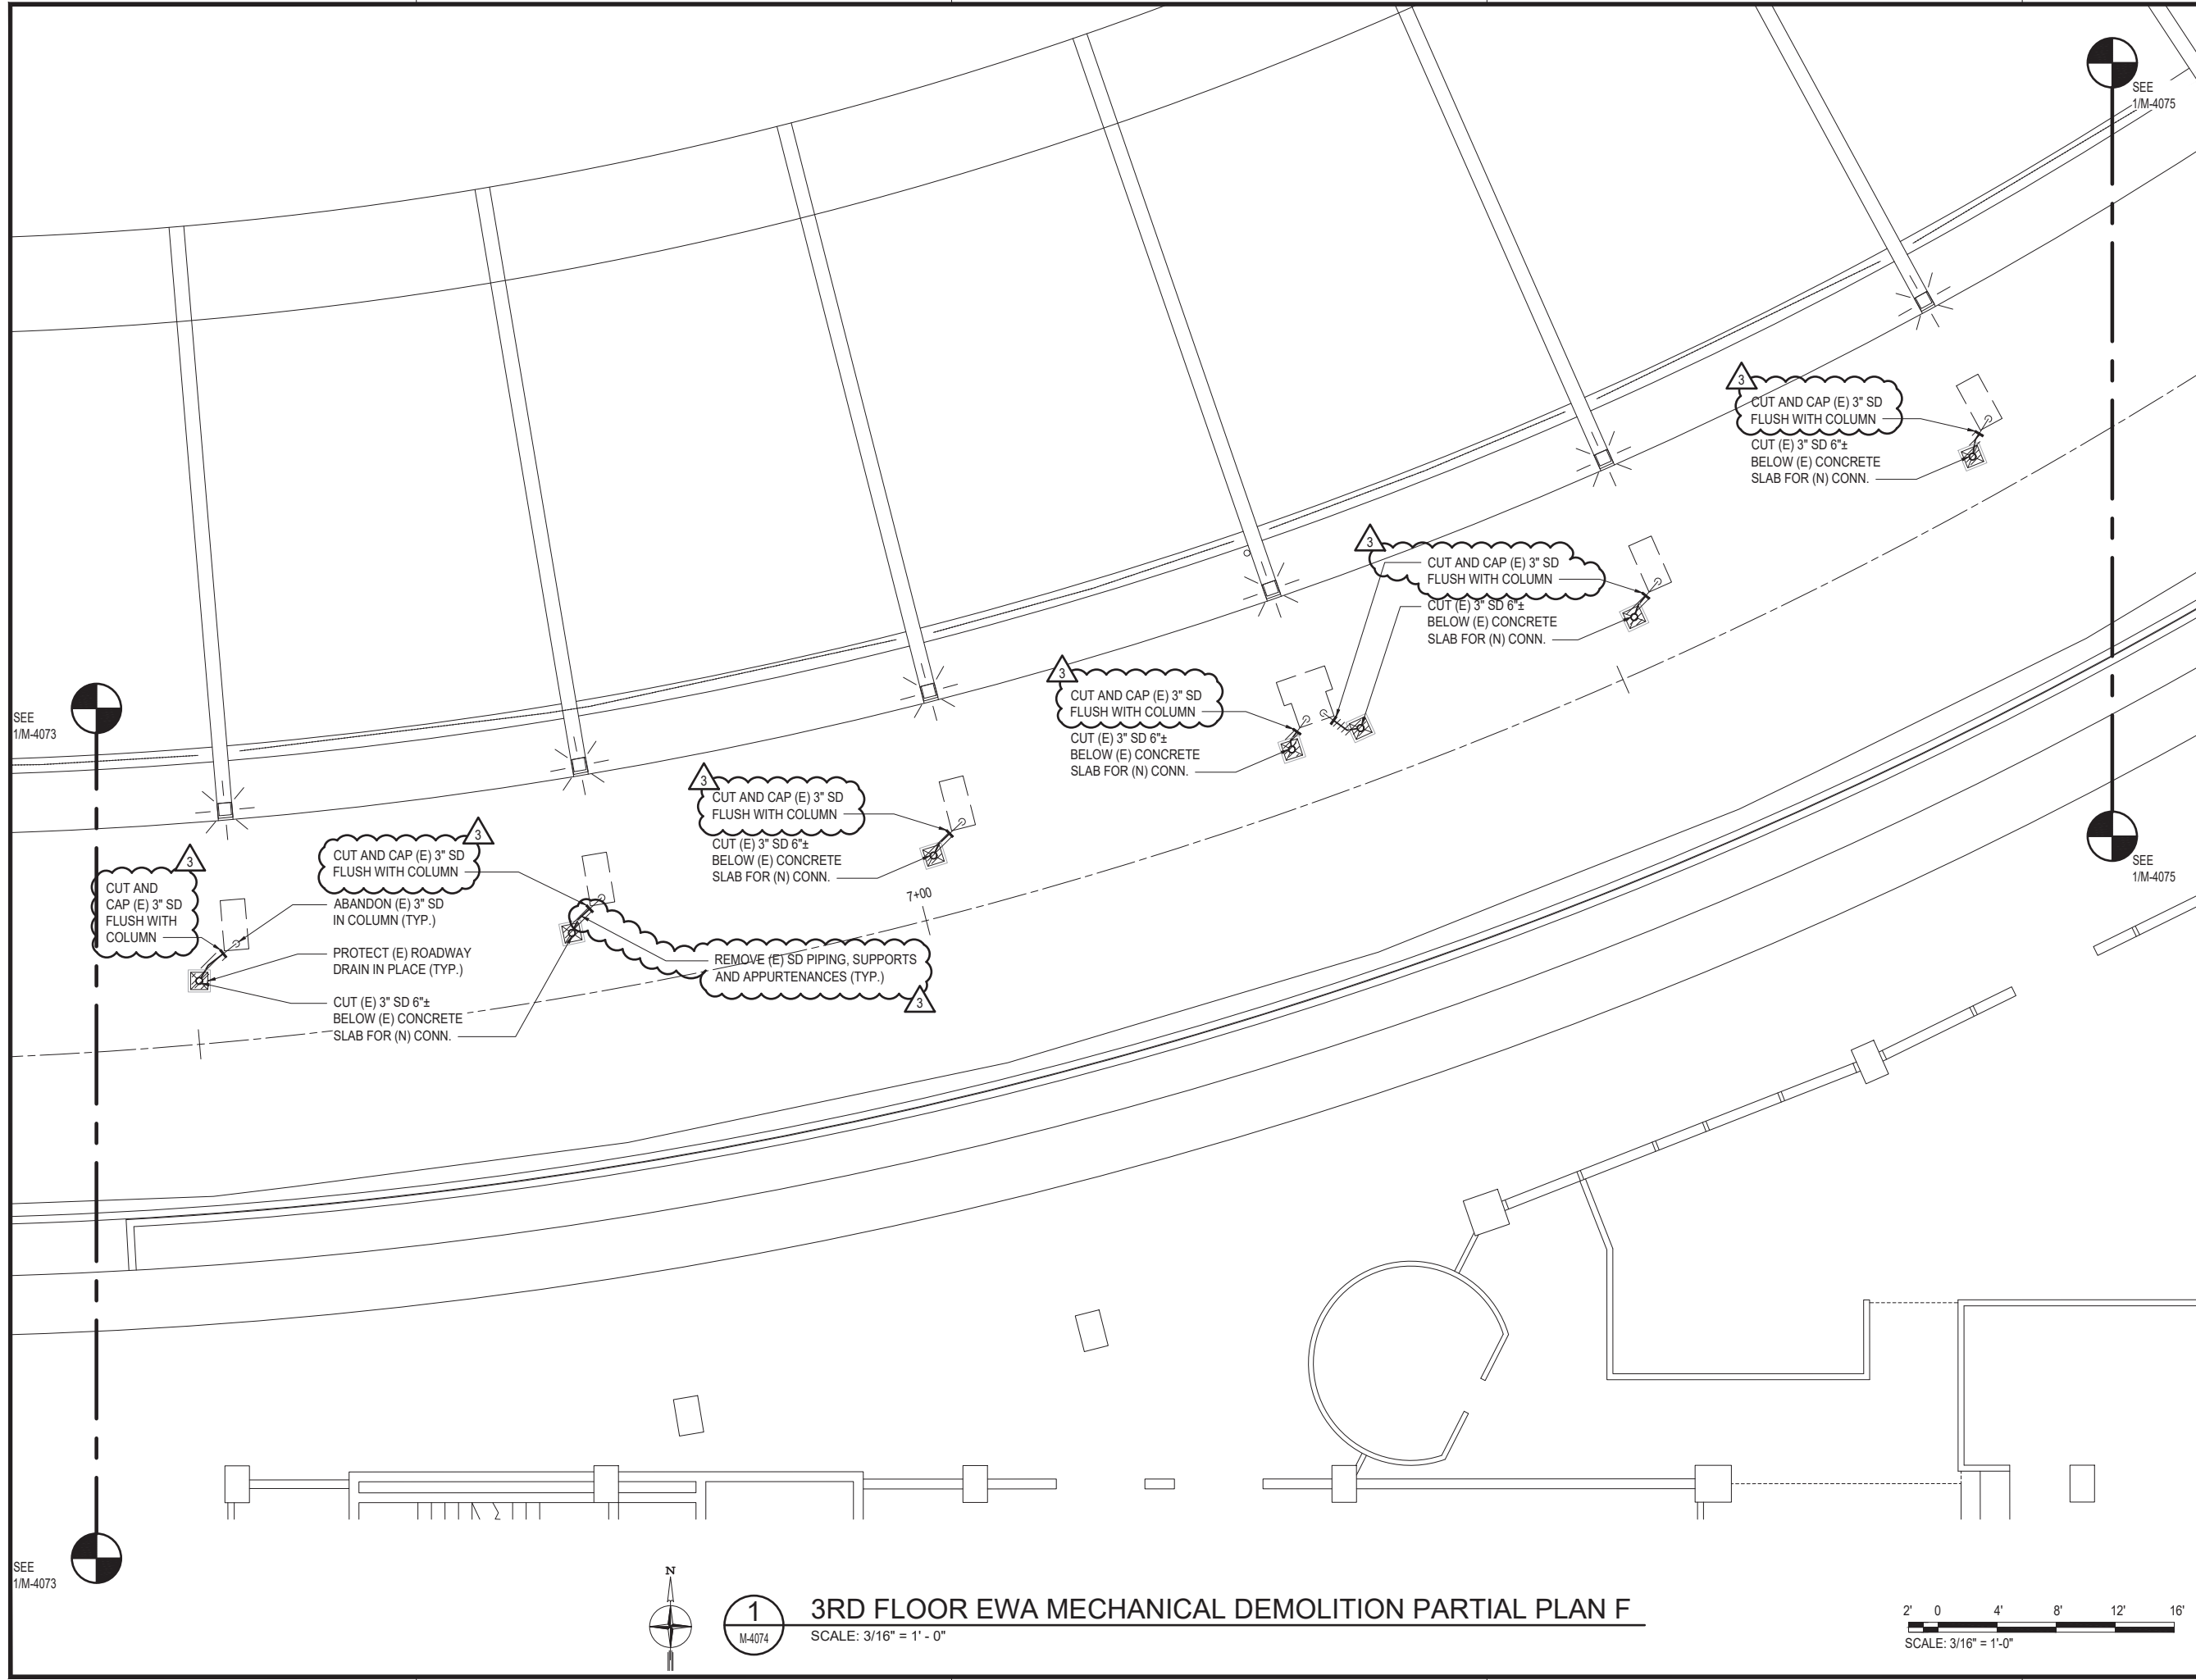 SEE
1/M-4075
3
CUT AND CAP (E) 3" SD
FLUSH WITH COLUMN
CUT (E) 3" SD 6"±
BELOW (E) CONCRETE
SLAB FOR (N) CONN.
3
CUT AND CAP (E) 3" SD
FLUSH WITH COLUMN
CUT (E) 3" SD 6"±
BELOW (E) CONCRETE
SLAB FOR (N) CONN.
3
CUT AND CAP (E) 3" SD
FLUSH WITH COLUMN
CUT (E) 3" SD 6"±
BELOW (E) CONCRETE
SLAB FOR (N) CONN.
SEE
1/M-4073
3
CUT AND CAP (E) 3" SD
FLUSH WITH COLUMN
CUT (E) 3" SD 6"±
BELOW (E) CONCRETE
SLAB FOR (N) CONN.
3
CUT AND CAP (E) 3" SD
FLUSH WITH COLUMN
ABANDON (E) 3" SD
IN COLUMN (TYP.)
PROTECT (E) ROADWAY
DRAIN IN PLACE (TYP.)
CUT (E) 3" SD 6"±
BELOW (E) CONCRETE
SLAB FOR (N) CONN.
3
CUT AND
CAP (E) 3" SD
FLUSH WITH
COLUMN
7+00
REMOVE (E) SD PIPING, SUPPORTS
AND APPURTENANCES (TYP.)
3
SEE
1/M-4075
SEE
1/M-4073
N
1
M-4074
3RD FLOOR EWA MECHANICAL DEMOLITION PARTIAL PLAN F
SCALE: 3/16" = 1' - 0"
2' 0 4' 8' 12' 16'
SCALE: 3/16" = 1'-0"